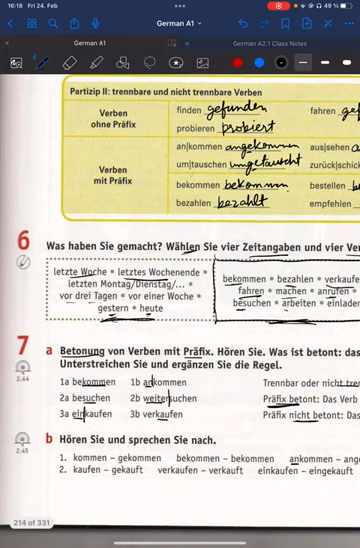 16:18 Fri 24. Feb
49 %
German A1
German A1
German A2.1 Class Notes
Partizip II: trennbare und nicht trennbare Verben
Verben
ohne Präfix
finden gefunden
fahren
probieren probiert
Verben
mit Präfix
an|kommen angekommen
aus|sehen
um|tauschen umgetauscht
zurück|schick
bekommen bekommen
bestellen
bezahlen bezahlt
empfehlen
6 Was haben Sie gemacht? Wählen Sie vier Zeitangaben und vier Ver
letzte Woche • letztes Wochenende •
letzten Montag/Dienstag/... •
vor drei Tagen • vor einer Woche •
gestern • heute
bekommen • bezahlen • verkaufe
fahren • machen • anrufen •
besuchen • arbeiten • einladen
7 a Betonung von Verben mit Präfix. Hören Sie. Was ist betont: das
Unterstreichen Sie und ergänzen Sie die Regel.
2.44
1a bekommen 1b ankommen Trennbar oder nicht tren
2a besuchen 2b weitersuchen Präfix betont: Das Verb
3a einkaufen 3b verkaufen Präfix nicht betont: Das
b Hören Sie und sprechen Sie nach.
2.45
1. kommen – gekommen bekommen – bekommen ankommen – ange
2. kaufen – gekauft verkaufen – verkauft einkaufen – eingekauft
214 of 331